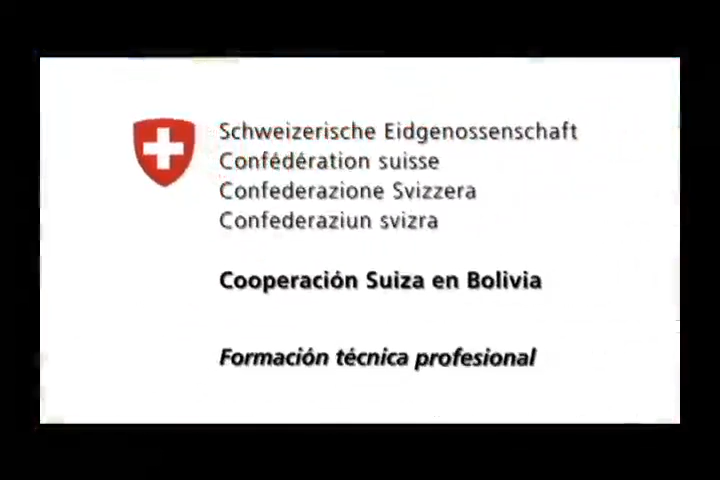 Schweizerische Eidgenossenschaft
Confédération suisse
Confederazione Svizzera
Confederaziun svizra
Cooperación Suiza en Bolivia
Formación técnica profesional